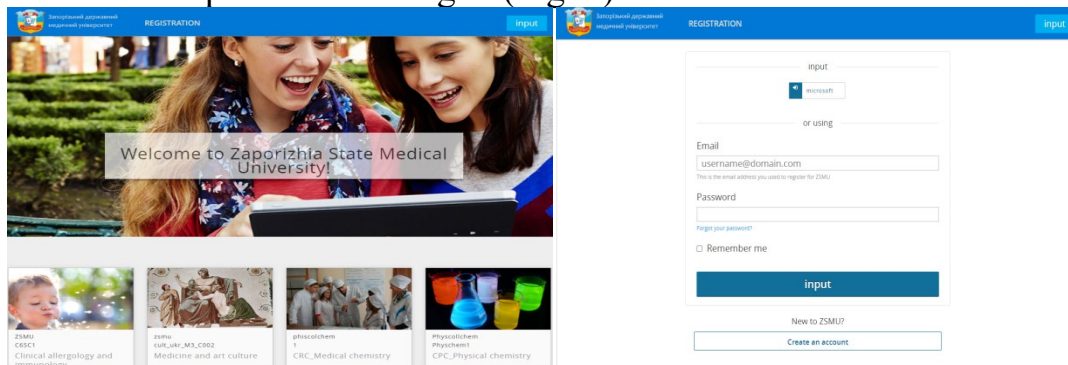 Запорізький державний
медичний університет
REGISTRATION
input
Welcome to Zaporizhia State Medical
University!
ZSMU
C6SC1
Clinical allergology and
immunology
zsmu
cult_ukr_M3_C002
Medicine and art culture
phiscolchem
1
CRC_Medical chemistry
Physcollchem
Physchem1
CPC_Physical chemistry
Запорізький державний
медичний університет
REGISTRATION
input
input
microsoft
or using
Email
username@domain.com
This is the email address you used to register for ZSMU
Password
Forgot your password?
Remember me
input
New to ZSMU?
Create an account